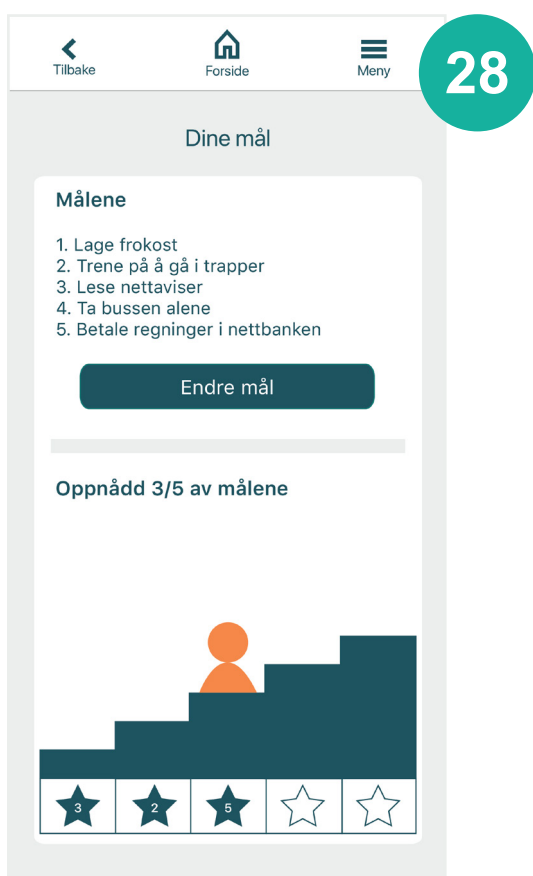 Tilbake
Forside
Meny
28
Dine mål
Målene
1. Lage frokost
2. Trene på å gå i trapper
3. Lese nettaviser
4. Ta bussen alene
5. Betale regninger i nettbanken
Endre mål
Oppnådd 3/5 av målene
3 2 5